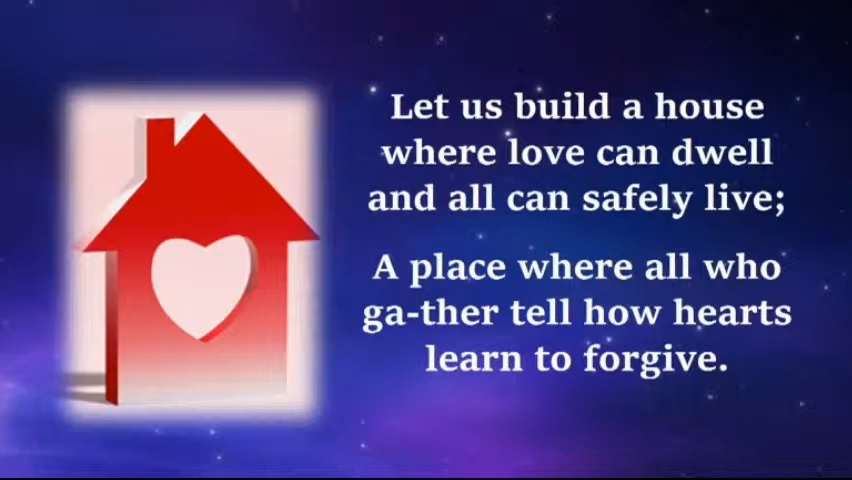 Let us build a house
where love can dwell
and all can safely live;
A place where all who
ga-ther tell how hearts
learn to forgive.